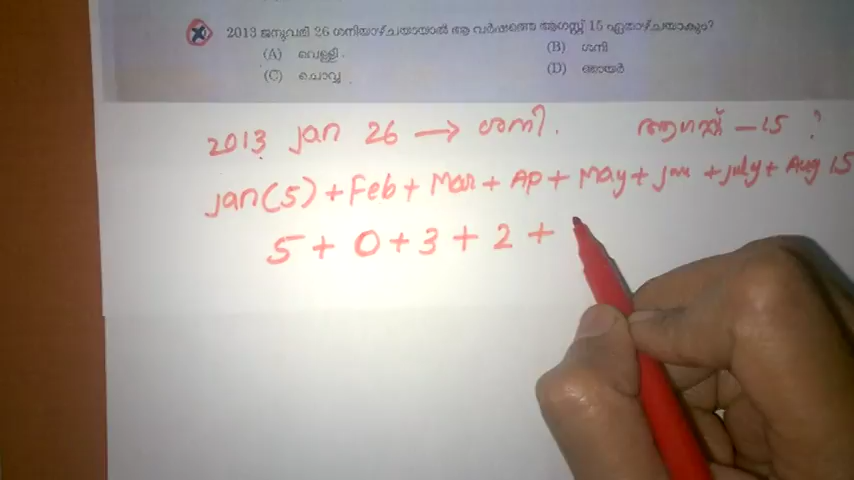 2013 ജനുവരി 26 ശനിയാഴ്ചയായാൽ ആ വർഷത്തെ ആഗസ്റ്റ് 15 ഏതാഴ്ചയാകും?
(A) വെള്ളി (B) ശനി
(C) ചൊവ്വ (D) ഞായർ
2013 Jan 26 → ശനി. ആഗസ്റ്റ് - 15 ?
Jan(5) + Feb + Mar + Ap + May + Jun + July + Aug 15
5 + 0 + 3 + 2 +